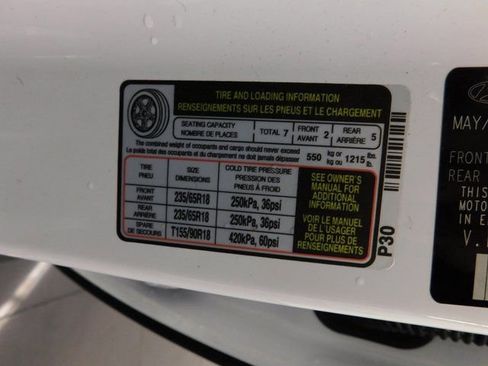 TIRE AND LOADING INFORMATION
RENSEIGNEMENTS SUR LES PNEUS ET LE CHARGEMENT
SEATING CAPACITY
NOMBRE DE PLACES
TOTAL 7
FRONT
AVANT 2
REAR
ARRIÈRE 5
The combined weight of occupants and cargo should never exceed
Le poids total des occupants et du chargement ne doit jamais dépasser
550 kg or kg ou 1215 lbs. lb.
TIRE
PNEU
SIZE
DIMENSIONS
COLD TIRE PRESSURE
PRESSION DES
PNEUS À FROID
FRONT
AVANT
235/65R18
250kPa, 36psi
REAR
ARRIÈRE
235/65R18
250kPa, 36psi
SPARE
DE SECOURS
T155/90R18
420kPa, 60psi
SEE OWNER'S
MANUAL FOR
ADDITIONAL
INFORMATION
VOIR LE MANUEL
DE L'USAGER
POUR PLUS DE
RENSEIGNEMENTS
P30
MAY/
FRONT
REAR
THIS
MOTO
IN E
V.